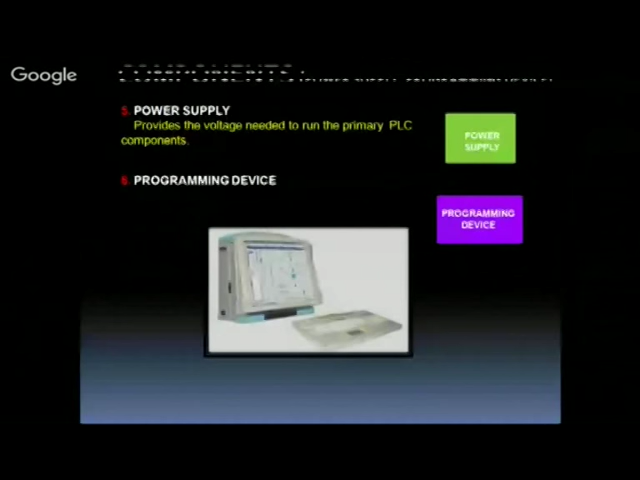 Google
5. POWER SUPPLY
Provides the voltage needed to run the primary PLC
components.
POWER
SUPPLY
6. PROGRAMMING DEVICE
PROGRAMMING
DEVICE